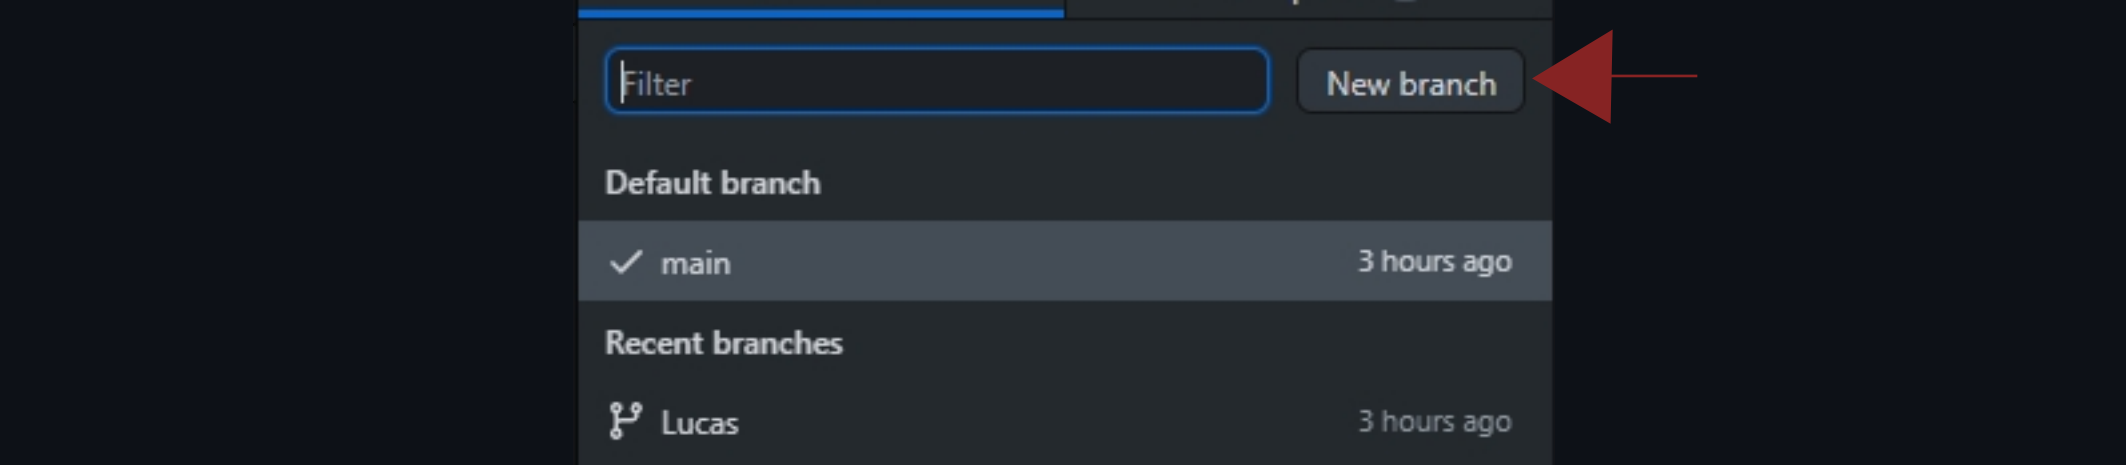 Filter
New branch
Default branch
main
3 hours ago
Recent branches
Lucas
3 hours ago